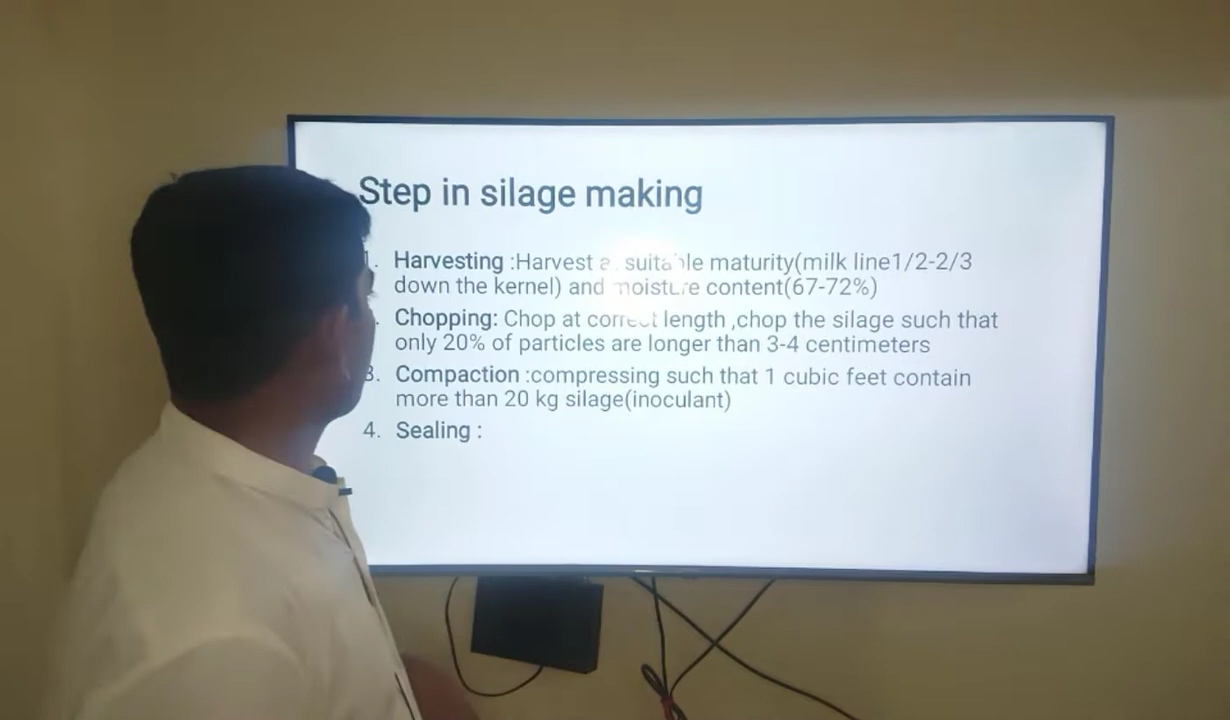 Step in silage making
Harvesting :Harvest suitable maturity(milk line1/2-2/3
down the kernel) and moisture content(67-72%)
Chopping: Chop at correct length ,chop the silage such that
only 20% of particles are longer than 3-4 centimeters
3. Compaction :compressing such that 1 cubic feet contain
more than 20 kg silage(inoculant)
4. Sealing :